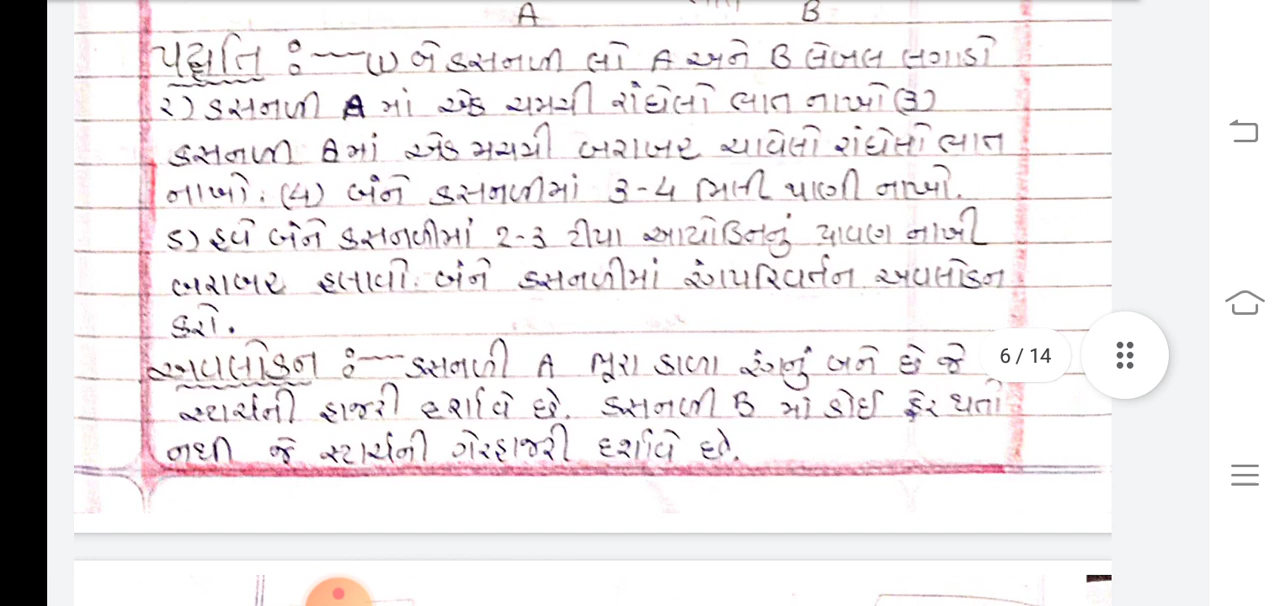 A B
પદ્ધતિ :— (1) બે કસનળી લો A અને B લેબલ લગાડો
૨) કસનળી A માં એક ચમચી રાંધેલો ભાત નાખો (3)
કસનળી B માં એક મચમી બરાબર ચાવેલો રાંધેલો ભાત
નાખો. (4) બંને કસનળીમાં 3-4 મિલી પાણી નાખો.
5) હવે બંને કસનળીમાં 2-3 ટીપા આયોડિનનું દ્રાવણ નાખી
બરાબર હલાવી. બંને કસનળીમાં રંગપરિવર્તન અવલોકન
કરો.
અવલોકન :— કસનળી A ભૂરા કાળા રંગનું બને છે જે
સ્ટાર્ચની હાજરી દર્શાવે છે. કસનળી B માં કોઈ ફેર થતો
નથી જે સ્ટાર્ચની ગેરહાજરી દર્શાવે છે.
6 / 14